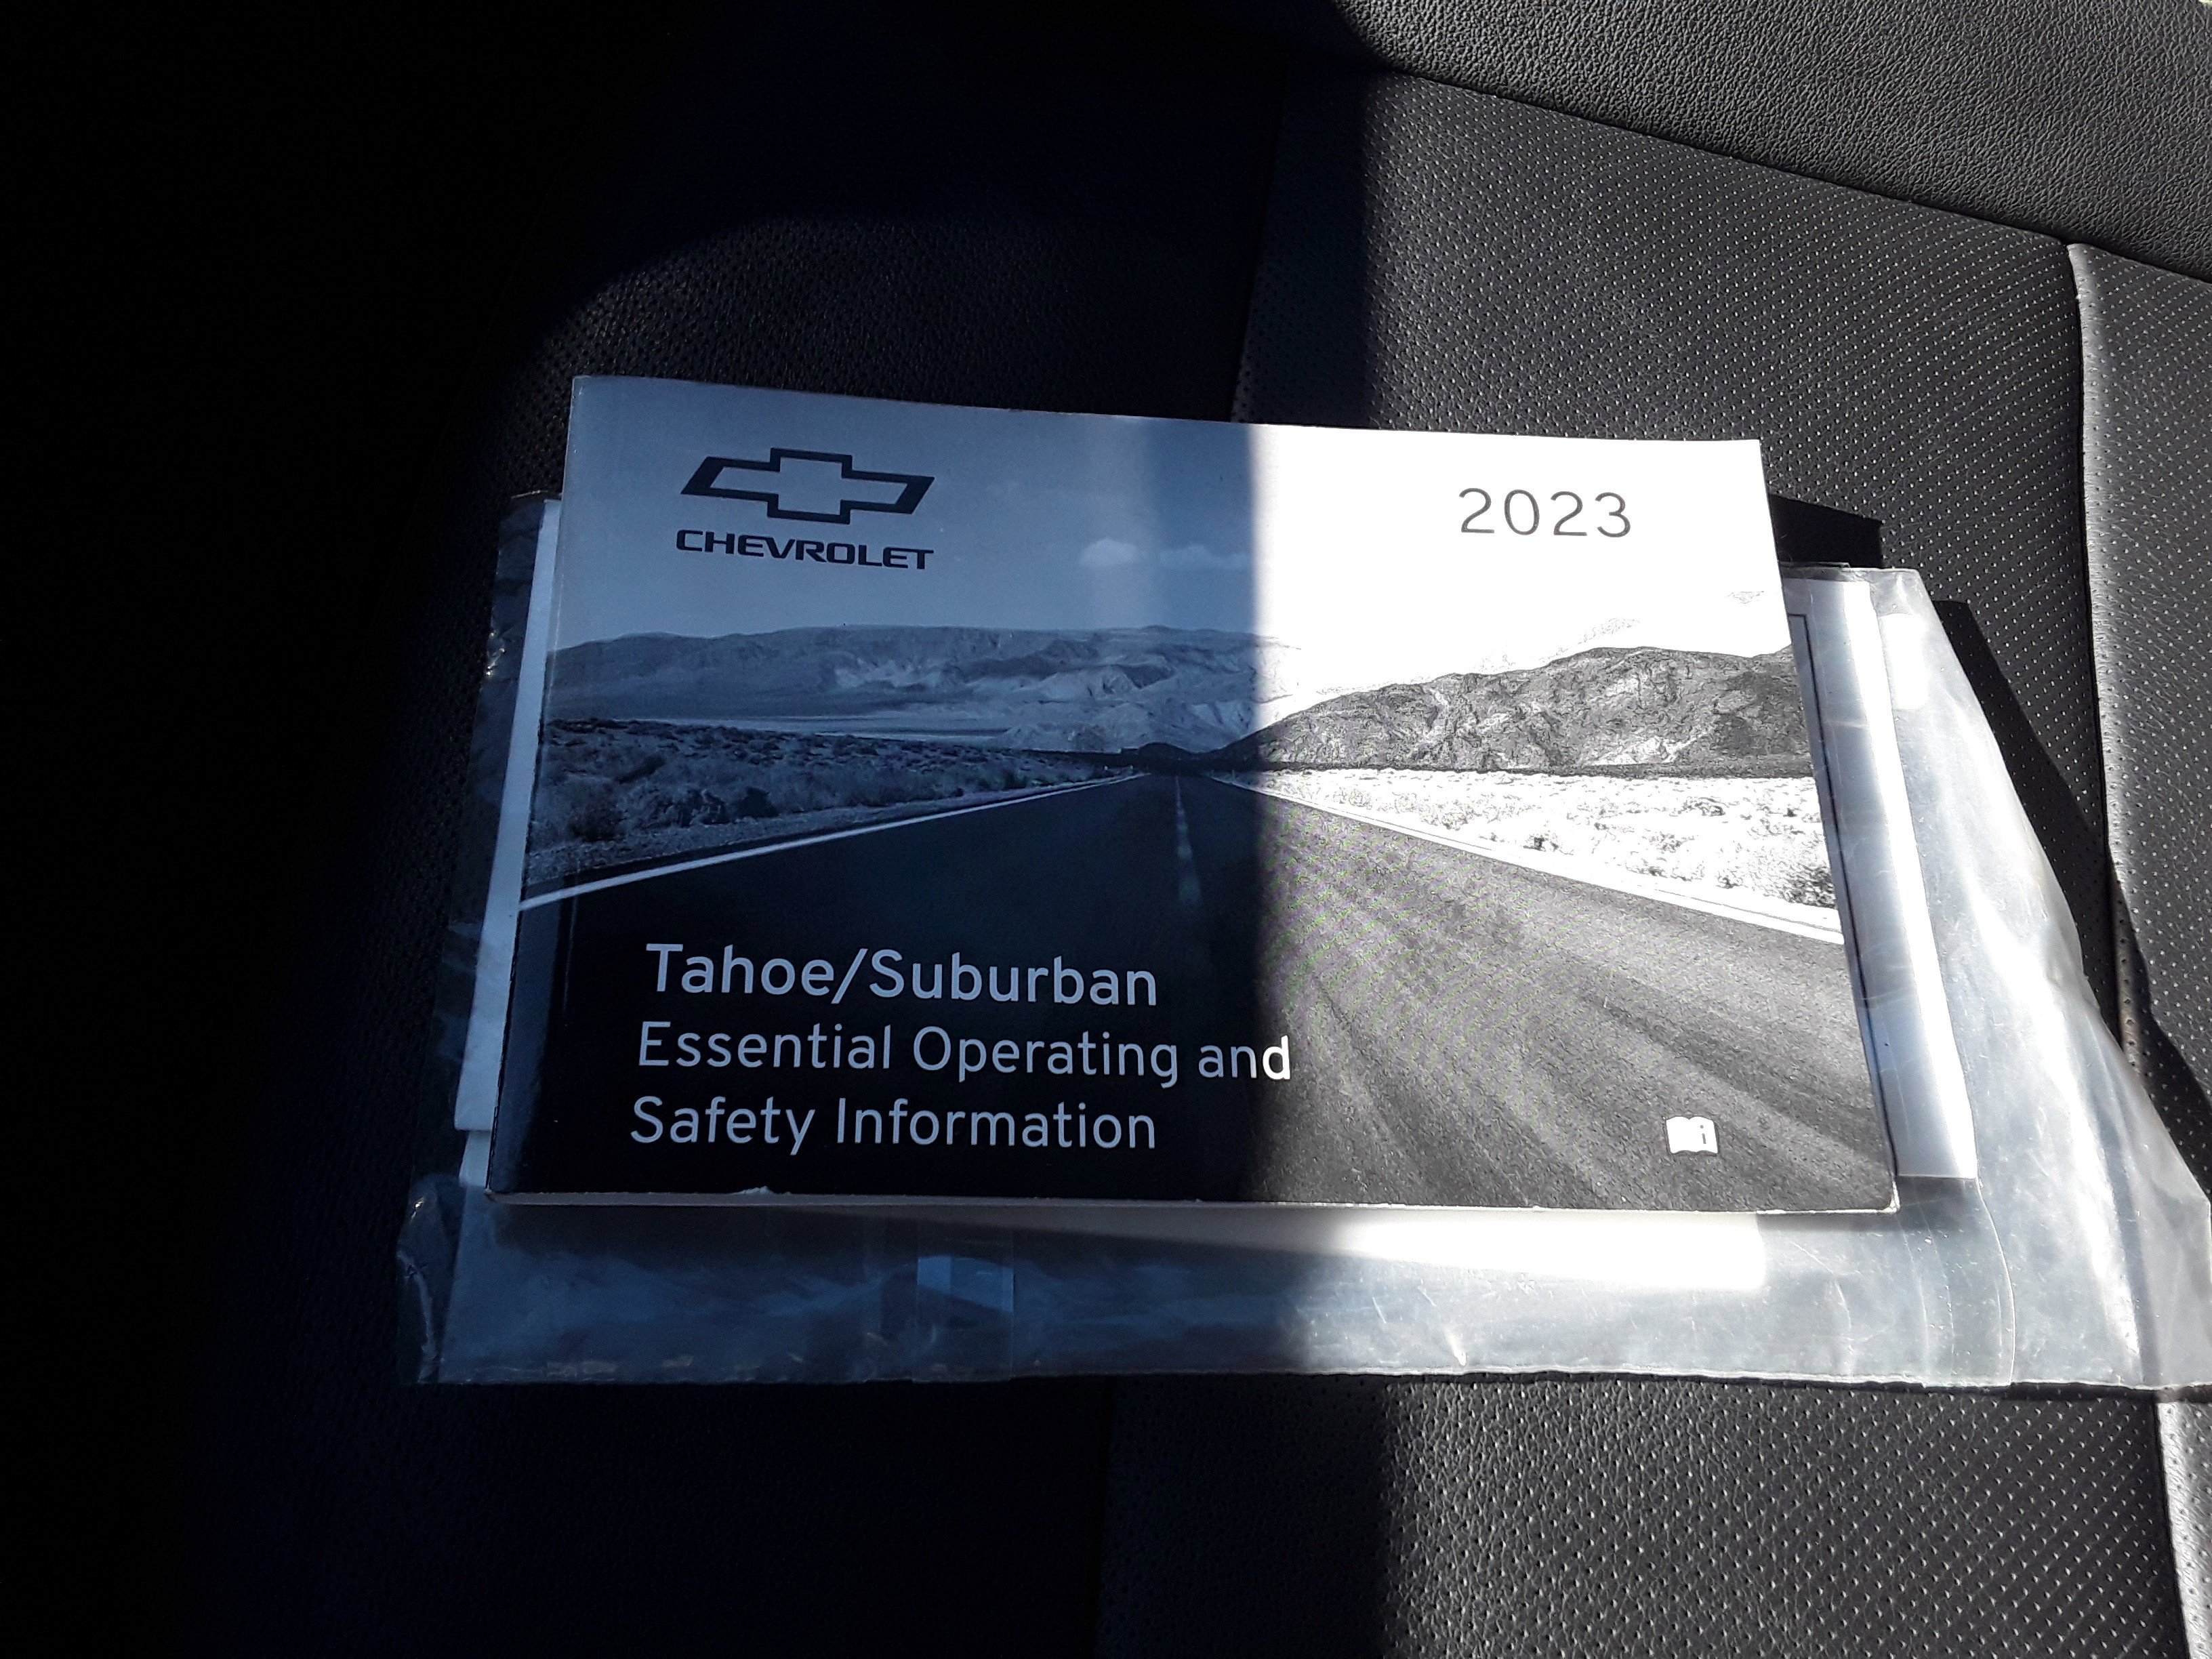 CHEVROLET
2023
Tahoe/Suburban
Essential Operating and
Safety Information